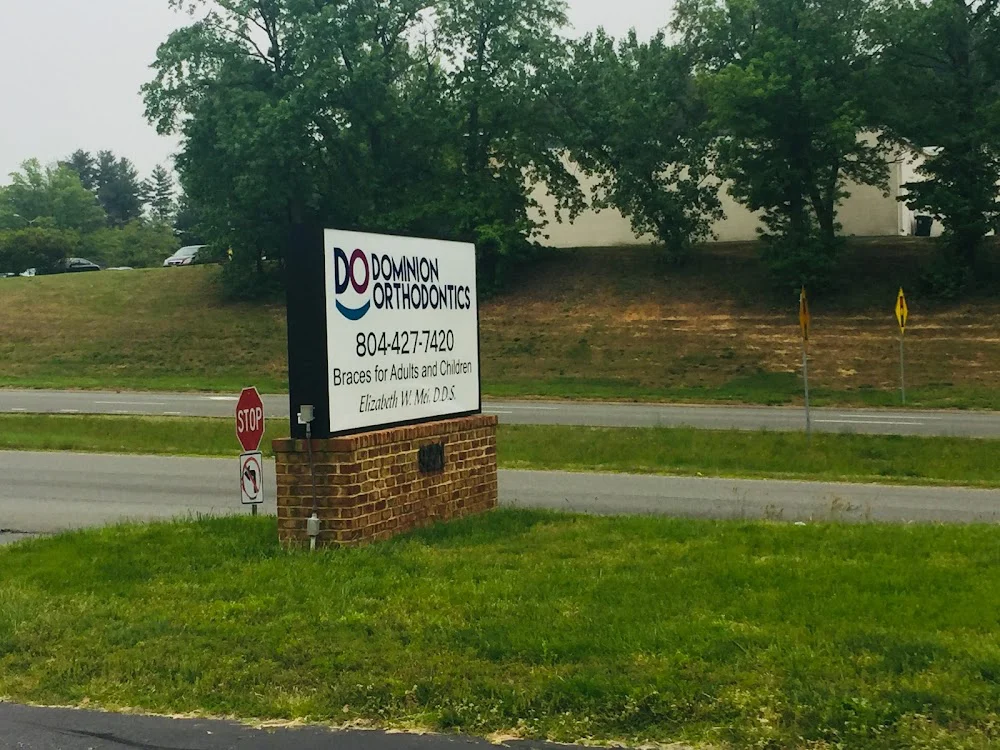 DO DOMINION
ORTHODONTICS
804-427-7420
Braces for Adults and Children
Elizabeth W. Mei, D.D.S.
STOP